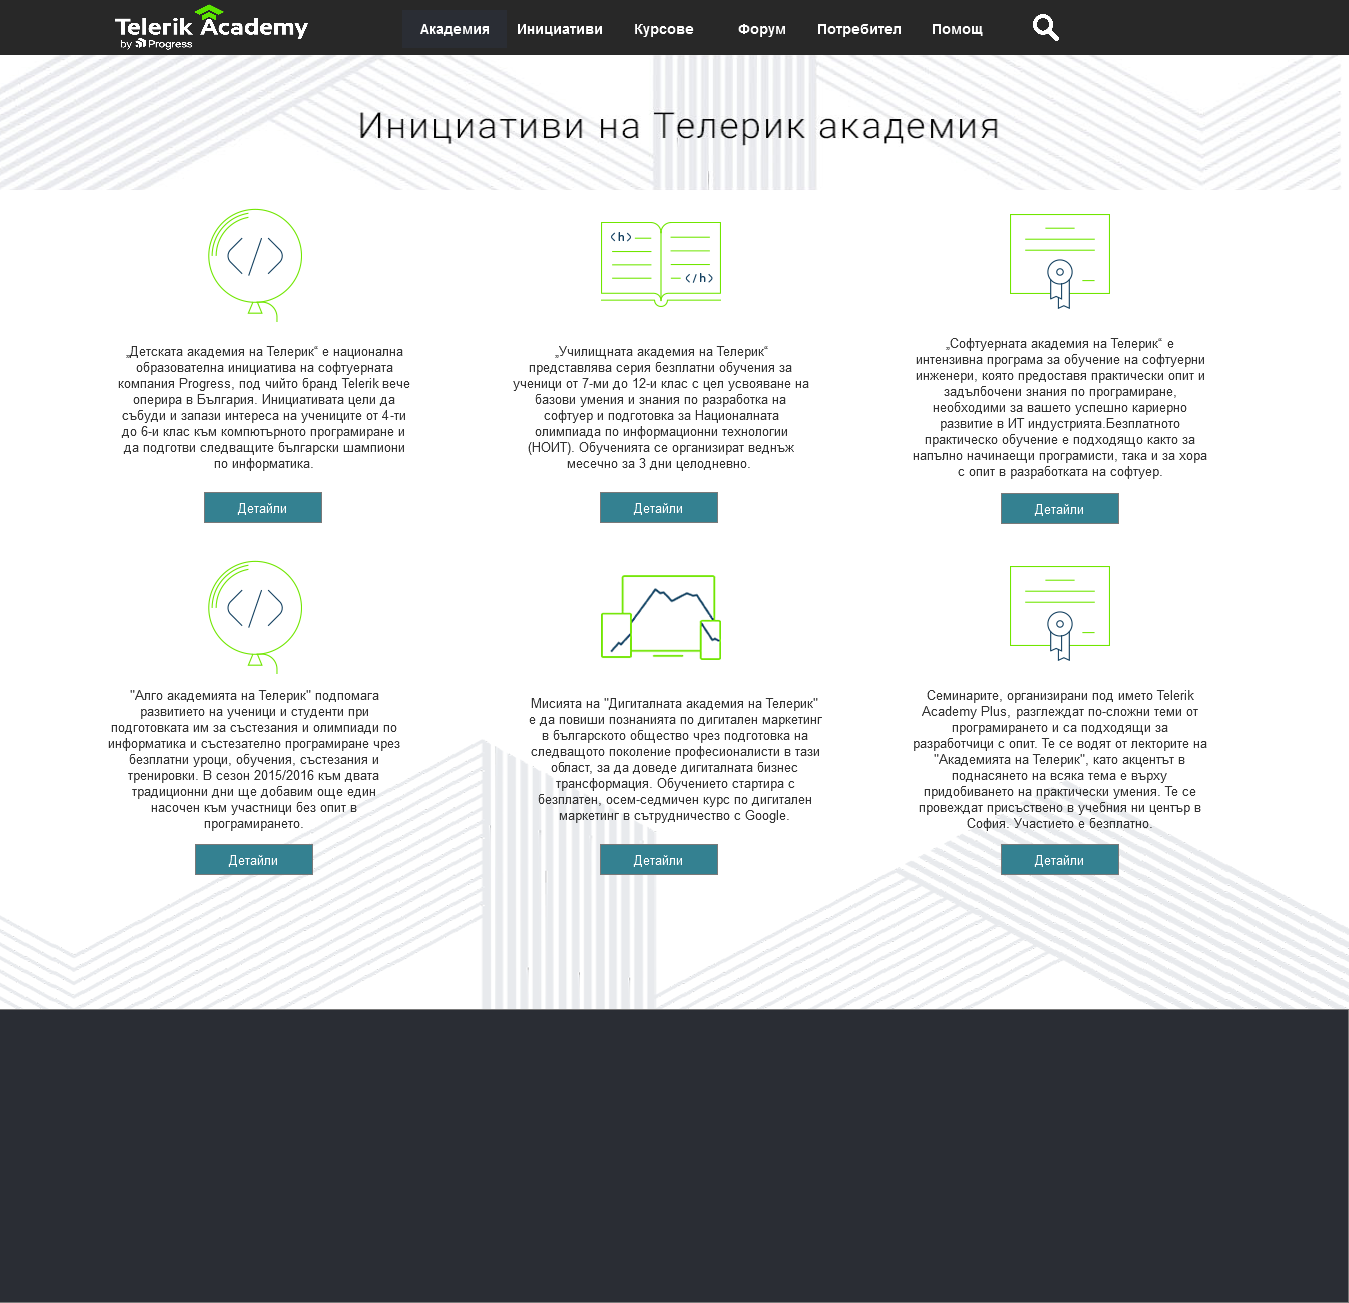 Telerik Academy
by Progress
Академия Инициативи Курсове Форум Потребител Помощ
Инициативи на Телерик академия
</>
<h>
</h>
„Детската академия на Телерик“ е национална
образователна инициатива на софтуерната
компания Progress, под чийто бранд Telerik вече
оперира в България. Инициативата цели да
събуди и запази интереса на учениците от 4-ти
до 6-и клас към компютърното програмиране и
да подготви следващите български шампиони
по информатика.
Детайли
„Училищната академия на Телерик“
представлява серия безплатни обучения за
ученици от 7-ми до 12-и клас с цел усвояване на
базови умения и знания по разработка на
софтуер и подготовка за Националната
олимпиада по информационни технологии
(НОИТ). Обученията се организират веднъж
месечно за 3 дни целодневно.
Детайли
„Софтуерната академия на Телерик“ е
интензивна програма за обучение на софтуерни
инженери, която предоставя практически опит и
задълбочени знания по програмиране,
необходими за вашето успешно кариерно
развитие в ИТ индустрията.Безплатното
практическо обучение е подходящо както за
напълно начинаещи програмисти, така и за хора
с опит в разработката на софтуер.
Детайли
</>
"Алго академията на Телерик" подпомага
развитието на ученици и студенти при
подготовката им за състезания и олимпиади по
информатика и състезателно програмиране чрез
безплатни уроци, обучения, състезания и
тренировки. В сезон 2015/2016 към двата
традиционни дни ще добавим още един
насочен към участници без опит в
програмирането.
Детайли
Мисията на "Дигиталната академия на Телерик"
е да повиши познанията по дигитален маркетинг
в българското общество чрез подготовка на
следващото поколение професионалисти в тази
област, за да доведе дигиталната бизнес
трансформация. Обучението стартира с
безплатен, осем-седмичен курс по дигитален
маркетинг в сътрудничество с Google.
Детайли
Семинарите, организирани под името Telerik
Academy Plus, разглеждат по-сложни теми от
програмирането и са подходящи за
разработчици с опит. Те се водят от лекторите на
"Академията на Телерик", като акцентът в
поднасянето на всяка тема е върху
придобиването на практически умения. Те се
провеждат присъствено в учебния ни център в
София. Участието е безплатно.
Детайли